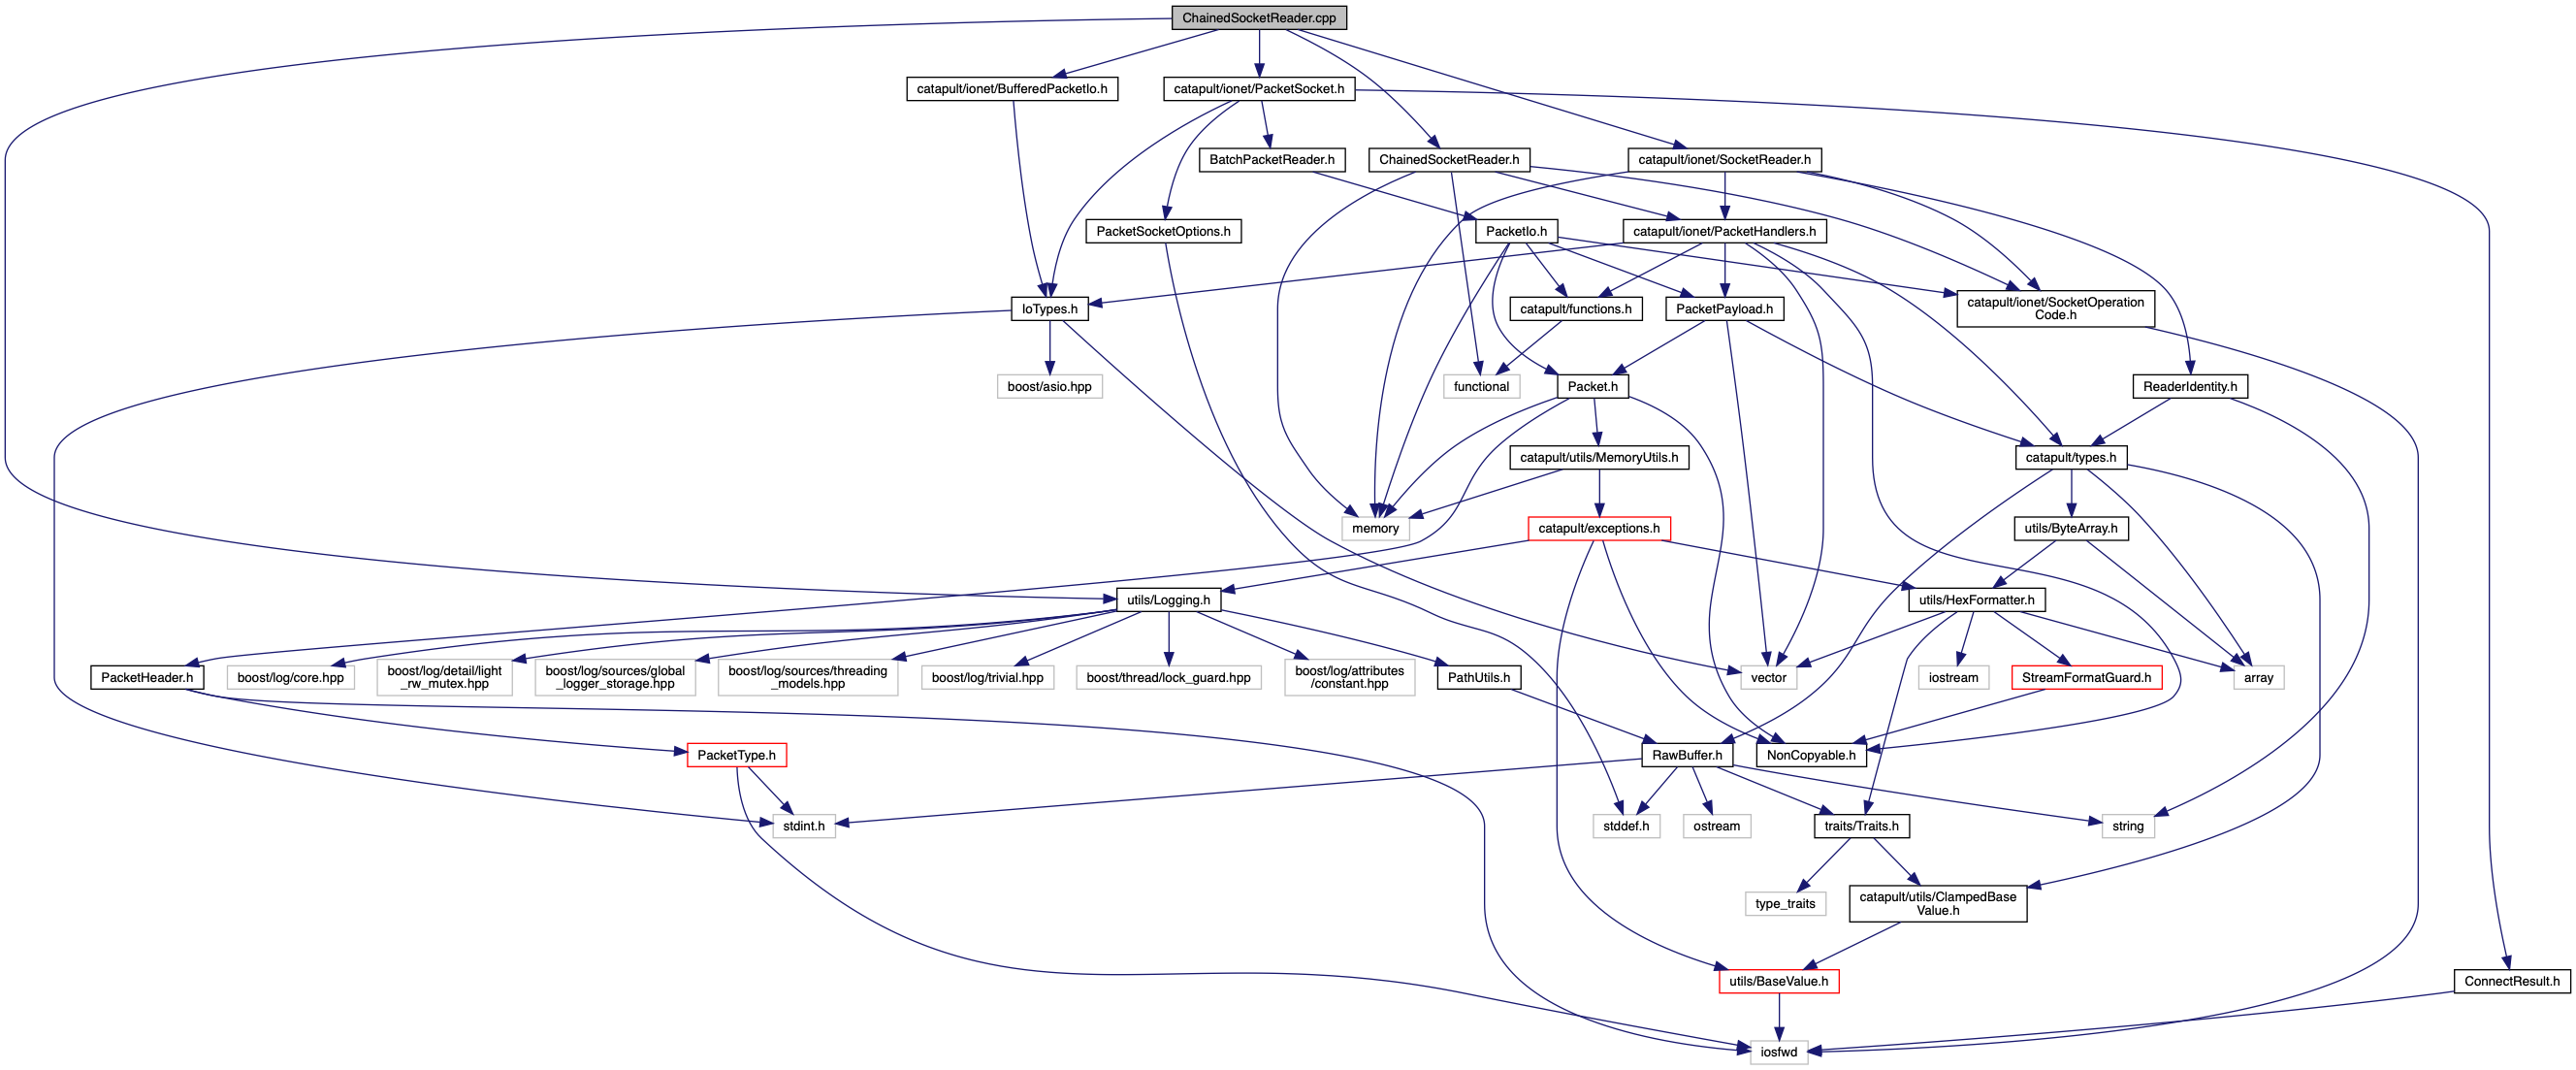 ChainedSocketReader.cpp
catapult/ionet/BufferedPacketIo.h
catapult/ionet/PacketSocket.h
BatchPacketReader.h
ChainedSocketReader.h
catapult/ionet/SocketReader.h
PacketSocketOptions.h
PacketIo.h
catapult/ionet/PacketHandlers.h
IoTypes.h
catapult/functions.h
PacketPayload.h
catapult/ionet/SocketOperation
Code.h
boost/asio.hpp
functional
Packet.h
ReaderIdentity.h
catapult/utils/MemoryUtils.h
catapult/types.h
memory
catapult/exceptions.h
utils/ByteArray.h
utils/Logging.h
utils/HexFormatter.h
PacketHeader.h
boost/log/core.hpp
boost/log/detail/light
_rw_mutex.hpp
boost/log/sources/global
_logger_storage.hpp
boost/log/sources/threading
_models.hpp
boost/log/trivial.hpp
boost/thread/lock_guard.hpp
boost/log/attributes
/constant.hpp
PathUtils.h
vector
iostream
StreamFormatGuard.h
array
PacketType.h
RawBuffer.h
NonCopyable.h
stdint.h
stddef.h
ostream
traits/Traits.h
string
type_traits
catapult/utils/ClampedBase
Value.h
utils/BaseValue.h
ConnectResult.h
iosfwd